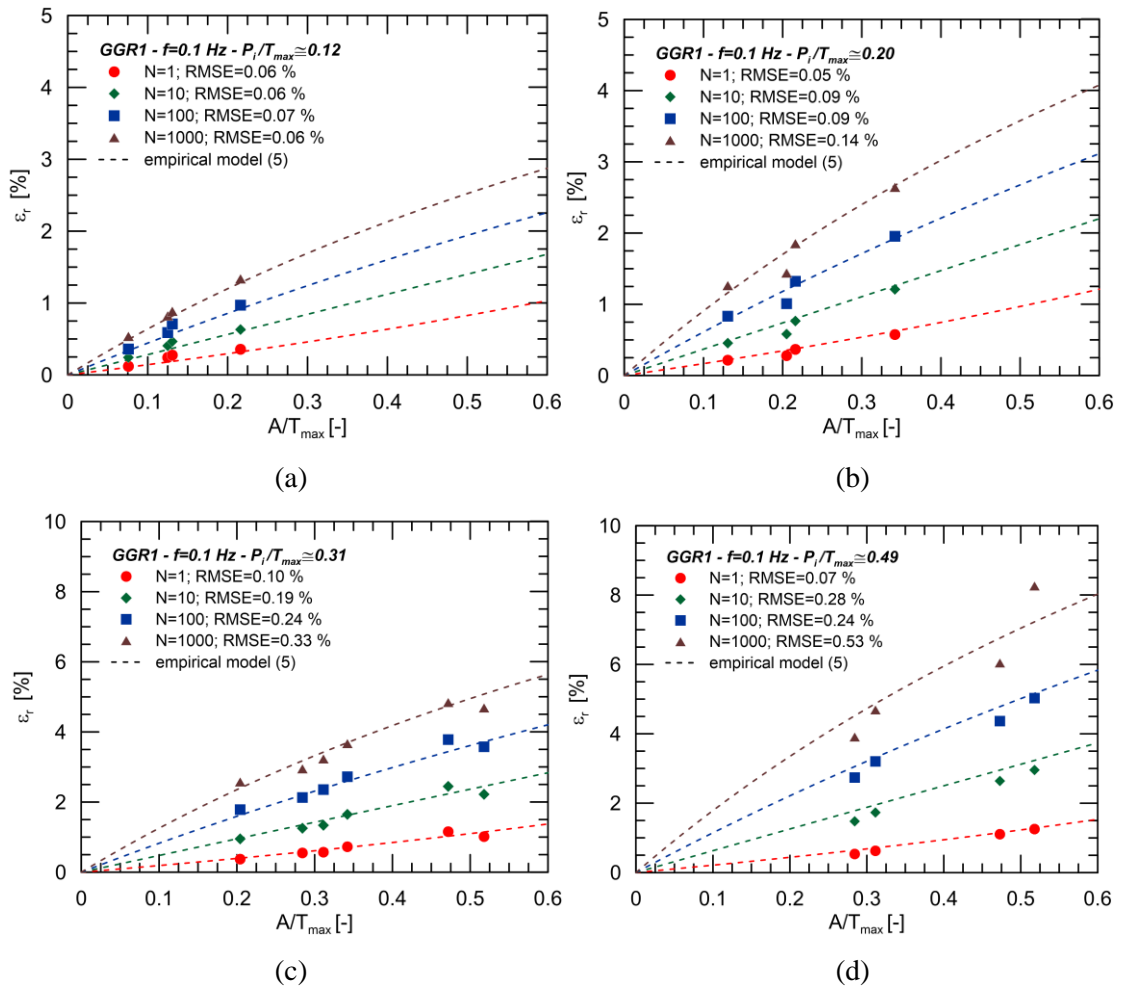 GGR1 - f=0.1 Hz - Pᵢ/Tₘₐₓ≅0.12
N=1; RMSE=0.06 %
N=10; RMSE=0.06 %
N=100; RMSE=0.07 %
N=1000; RMSE=0.06 %
empirical model (5)
5
4
3
2
1
0
εᵣ [%]
0 0.1 0.2 0.3 0.4 0.5 0.6
A/Tₘₐₓ [-]
(a)
GGR1 - f=0.1 Hz - Pᵢ/Tₘₐₓ≅0.20
N=1; RMSE=0.05 %
N=10; RMSE=0.09 %
N=100; RMSE=0.09 %
N=1000; RMSE=0.14 %
empirical model (5)
5
4
3
2
1
0
εᵣ [%]
0 0.1 0.2 0.3 0.4 0.5 0.6
A/Tₘₐₓ [-]
(b)
GGR1 - f=0.1 Hz - Pᵢ/Tₘₐₓ≅0.31
N=1; RMSE=0.10 %
N=10; RMSE=0.19 %
N=100; RMSE=0.24 %
N=1000; RMSE=0.33 %
empirical model (5)
10
8
6
4
2
0
εᵣ [%]
0 0.1 0.2 0.3 0.4 0.5 0.6
A/Tₘₐₓ [-]
(c)
GGR1 - f=0.1 Hz - Pᵢ/Tₘₐₓ≅0.49
N=1; RMSE=0.07 %
N=10; RMSE=0.28 %
N=100; RMSE=0.24 %
N=1000; RMSE=0.53 %
empirical model (5)
10
8
6
4
2
0
εᵣ [%]
0 0.1 0.2 0.3 0.4 0.5 0.6
A/Tₘₐₓ [-]
(d)